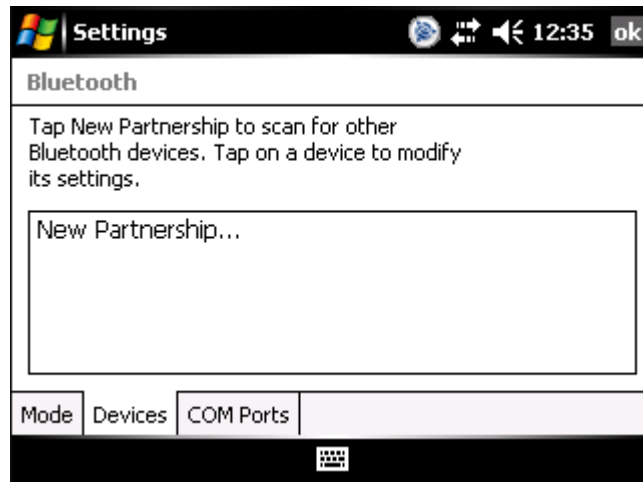 Settings 12:35 ok
Bluetooth
Tap New Partnership to scan for other
Bluetooth devices. Tap on a device to modify
its settings.
New Partnership...
Mode Devices COM Ports